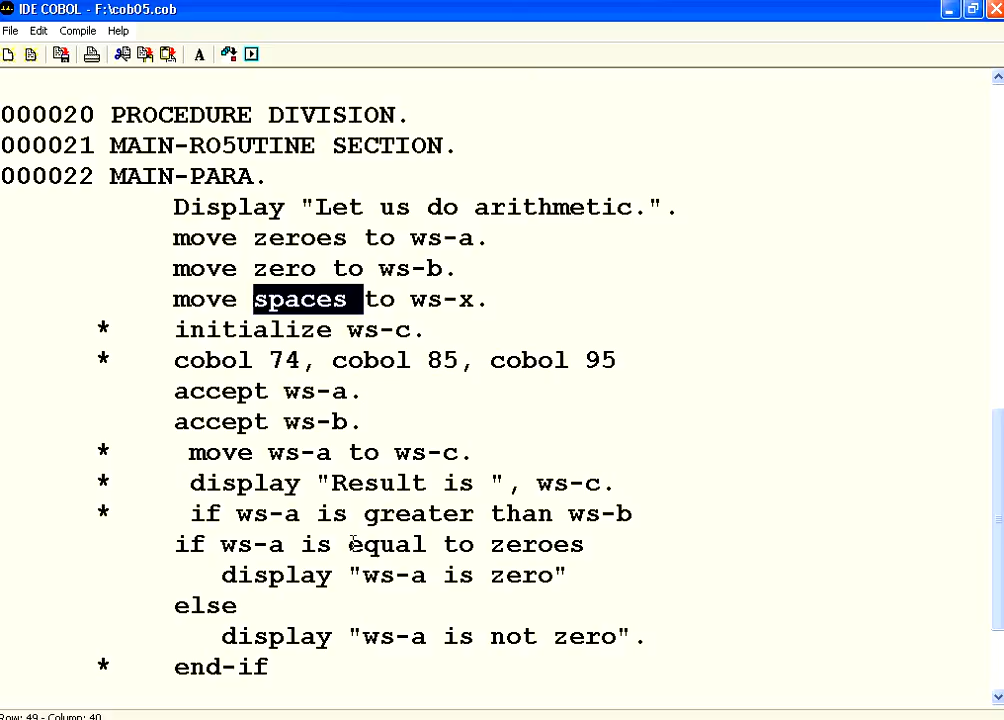 IDE COBOL - F:\cob05.cob
File Edit Compile Help
A
000020 PROCEDURE DIVISION.
000021 MAIN-RO5UTINE SECTION.
000022 MAIN-PARA.
Display "Let us do arithmetic.".
move zeroes to ws-a.
move zero to ws-b.
move spaces to ws-x.
* initialize ws-c.
* cobol 74, cobol 85, cobol 95
accept ws-a.
accept ws-b.
* move ws-a to ws-c.
* display "Result is ", ws-c.
* if ws-a is greater than ws-b
if ws-a is equal to zeroes
display "ws-a is zero"
else
display "ws-a is not zero".
* end-if
Row: 49 - Column: 40